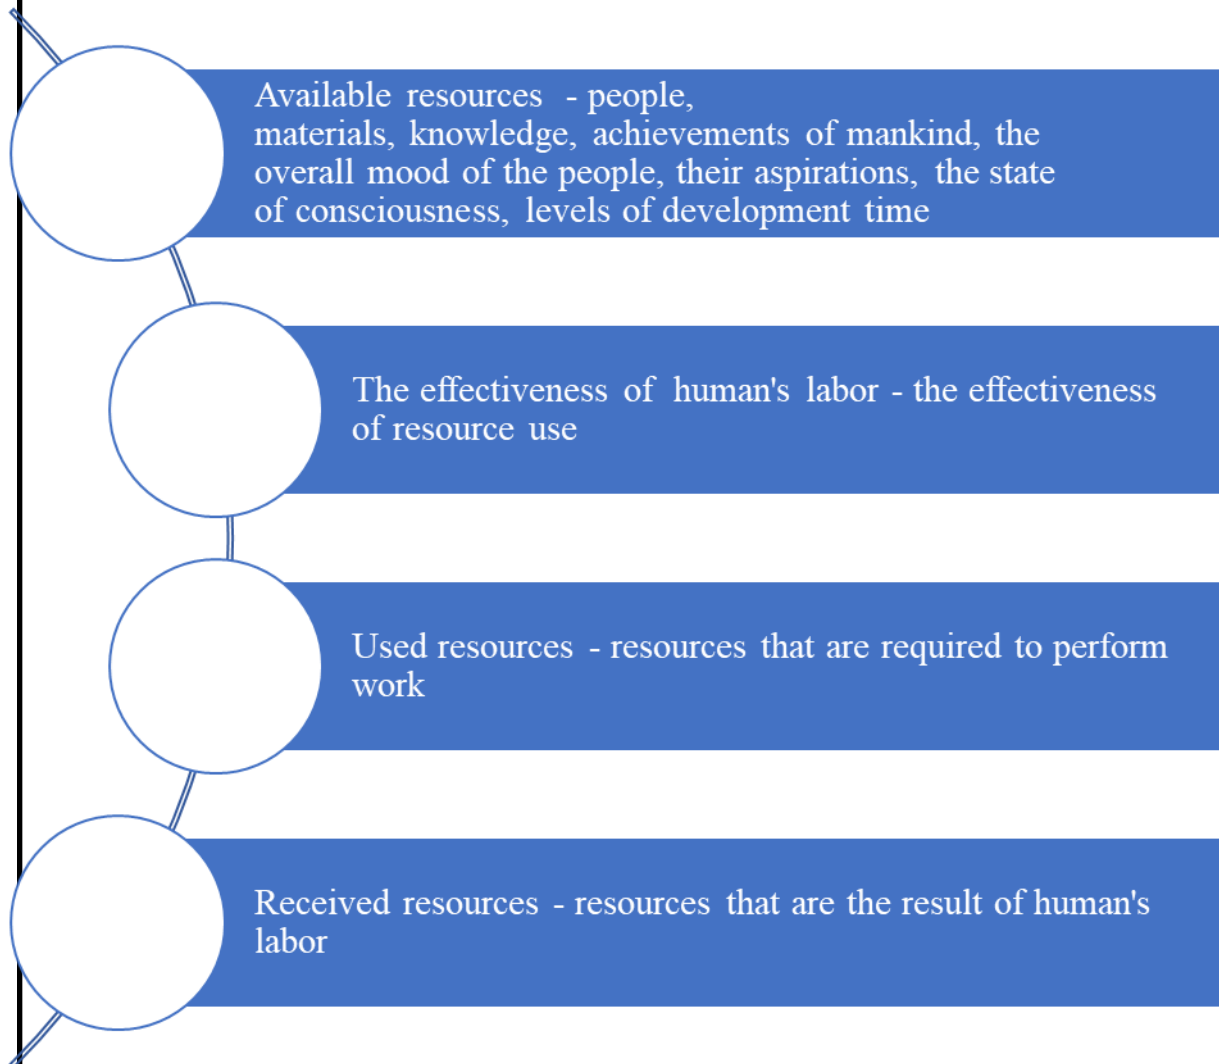 Available resources - people,
materials, knowledge, achievements of mankind, the
overall mood of the people, their aspirations, the state
of consciousness, levels of development time
The effectiveness of human's labor - the effectiveness
of resource use
Used resources - resources that are required to perform
work
Received resources - resources that are the result of human's
labor